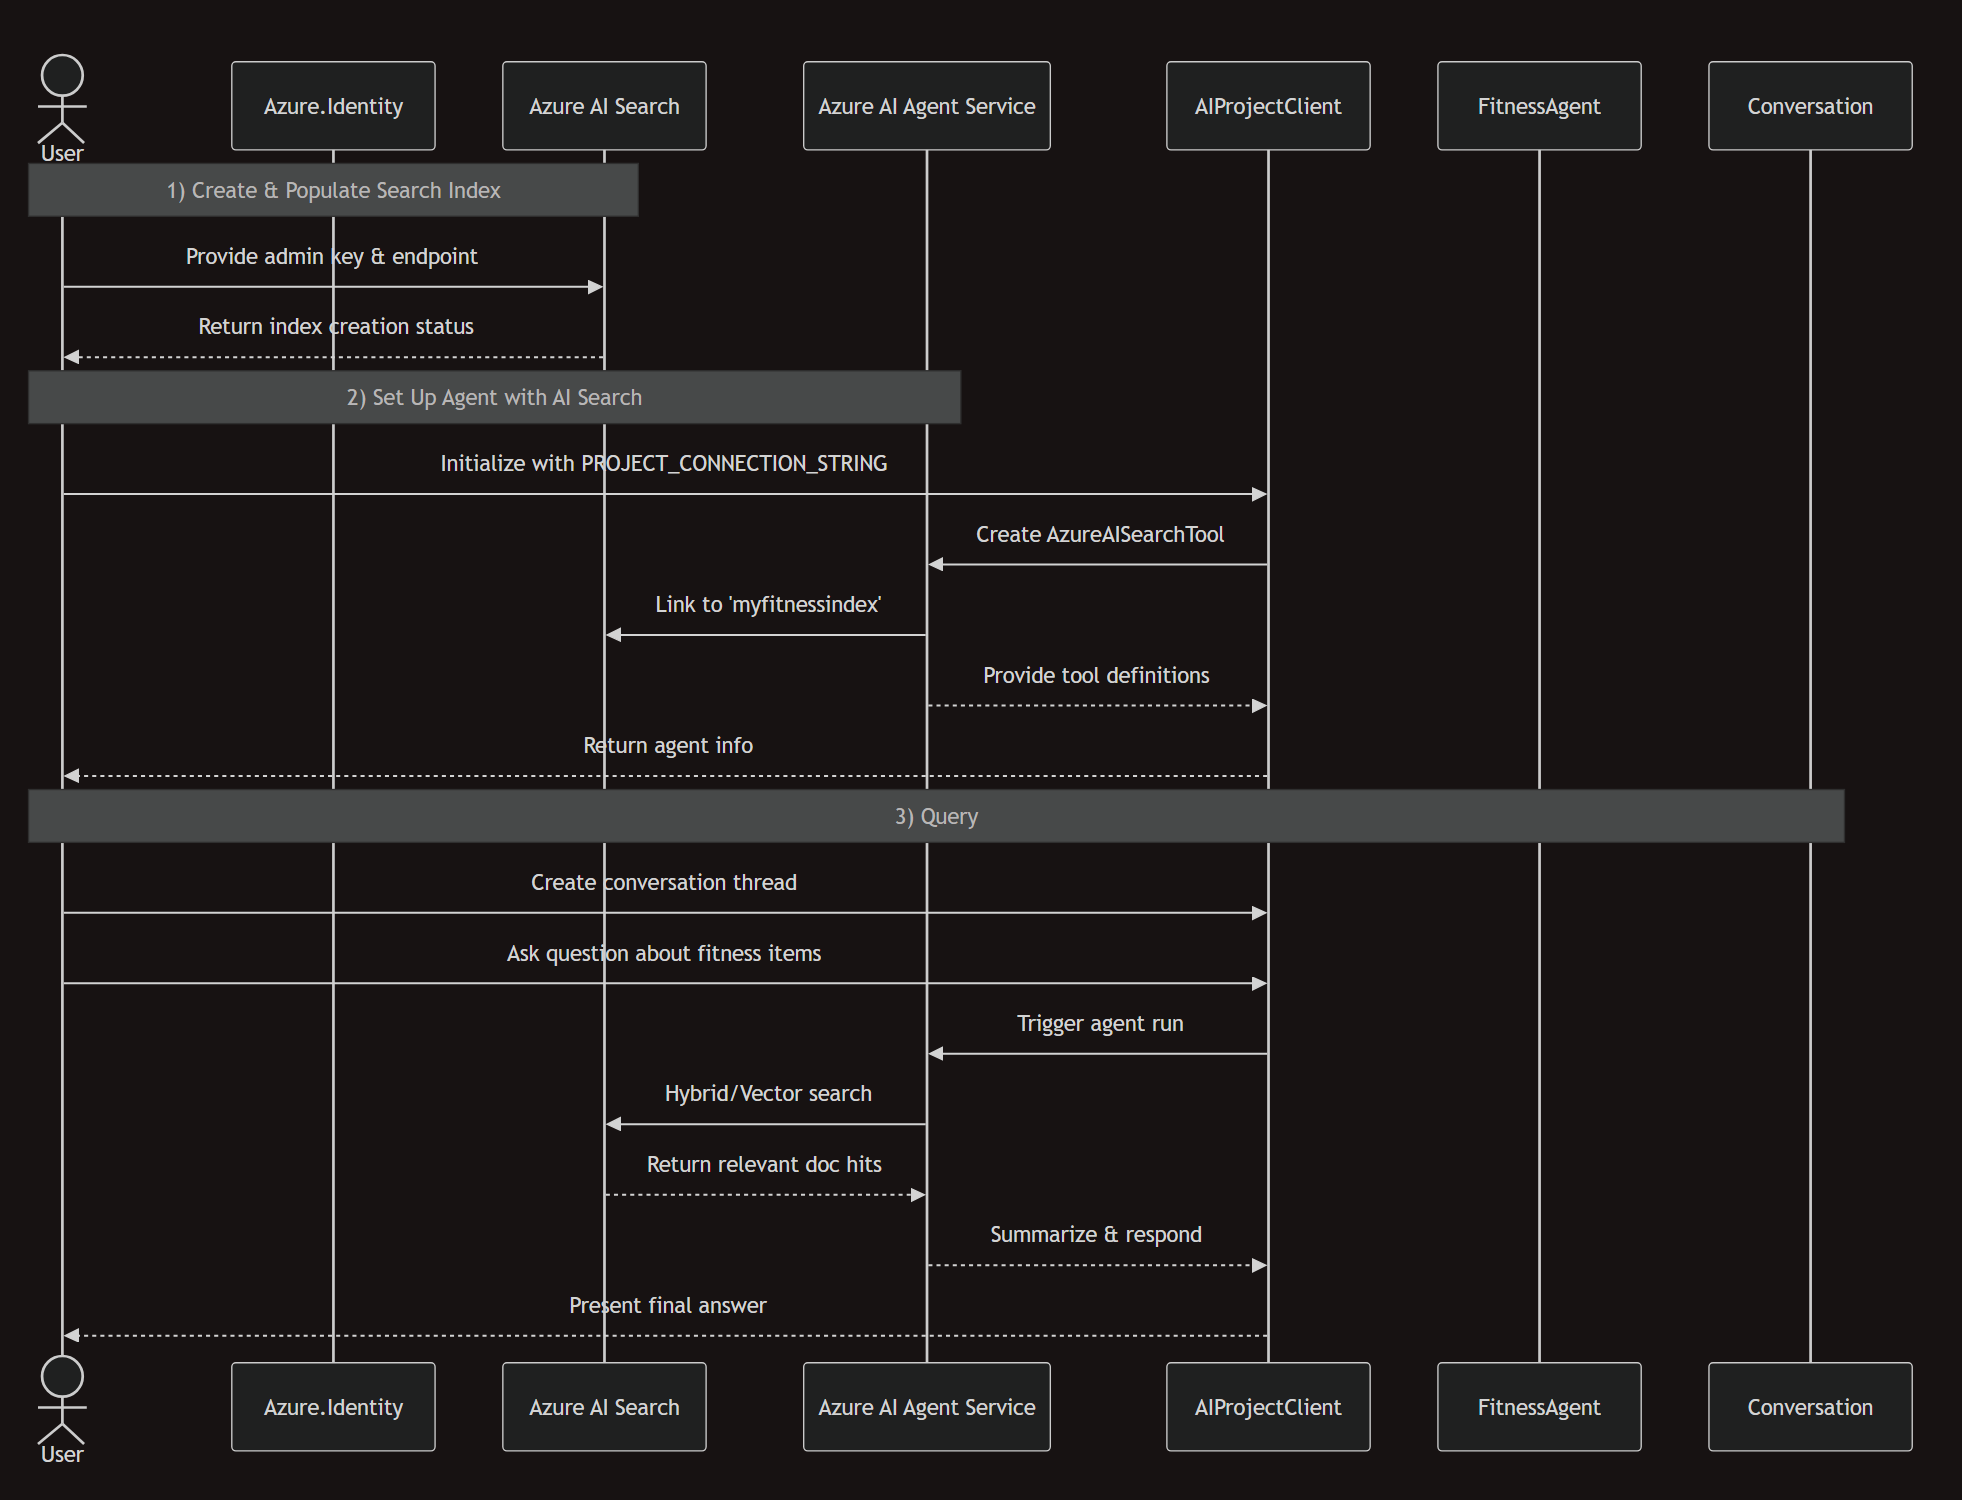 User
Azure.Identity
Azure AI Search
Azure AI Agent Service
AIProjectClient
FitnessAgent
Conversation
1) Create & Populate Search Index
Provide admin key & endpoint
Return index creation status
2) Set Up Agent with AI Search
Initialize with PROJECT_CONNECTION_STRING
Create AzureAISearchTool
Link to 'myfitnessindex'
Provide tool definitions
Return agent info
3) Query
Create conversation thread
Ask question about fitness items
Trigger agent run
Hybrid/Vector search
Return relevant doc hits
Summarize & respond
Present final answer
User
Azure.Identity
Azure AI Search
Azure AI Agent Service
AIProjectClient
FitnessAgent
Conversation